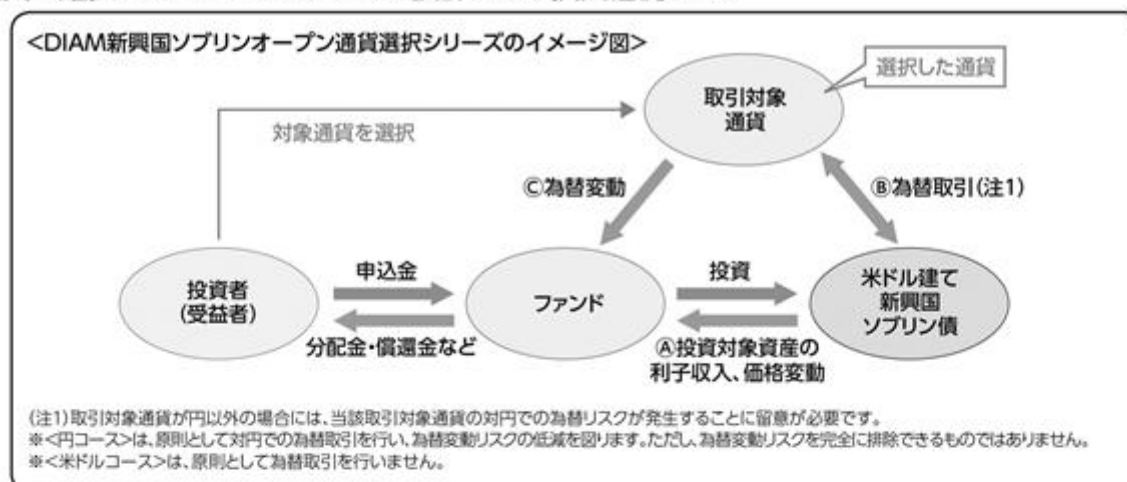 <DIAM新興国ソブリンオープン通貨選択シリーズのイメージ図>
選択した通貨
取引対象
通貨
対象通貨を選択
Ⓒ為替変動
Ⓑ為替取引(注1)
投資者
(受益者)
申込金
分配金・償還金など
ファンド
投資
Ⓐ投資対象資産の
利子収入、価格変動
米ドル建て
新興国
ソブリン債
(注1)取引対象通貨が円以外の場合には、当該取引対象通貨の対円での為替リスクが発生することに留意が必要です。
※<円コース>は、原則として対円での為替取引を行い、為替変動リスクの低減を図ります。ただし、為替変動リスクを完全に排除できるものではありません。
※<米ドルコース>は、原則として為替取引を行いません。